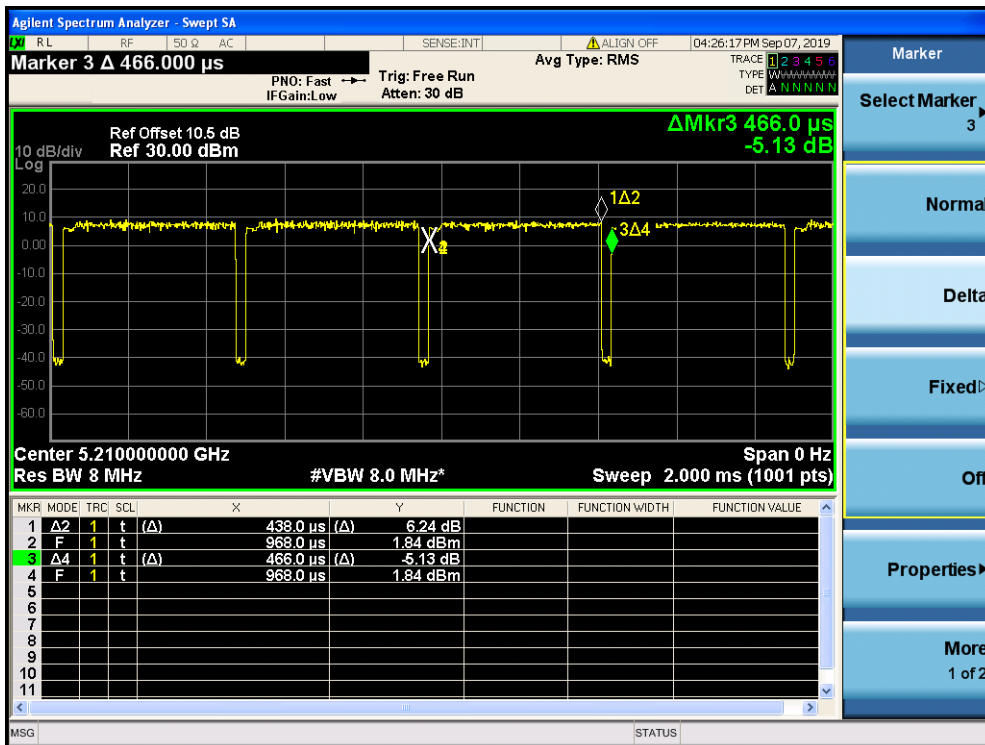 Agilent Spectrum Analyzer - Swept SA
LXI RL RF 50 Ω AC SENSE:INT ALIGN OFF 04:26:17 PM Sep 07, 2019
Marker 3 Δ 466.000 µs
PNO: Fast
IFGain:Low
Trig: Free Run
Atten: 30 dB
Avg Type: RMS
TRACE 1 2 3 4 5 6
TYPE W
DET A N N N N N
ΔMkr3 466.0 µs
-5.13 dB
Ref Offset 10.5 dB
10 dB/div Ref 30.00 dBm
Log
20.0
10.0
0.00
-10.0
-20.0
-30.0
-40.0
-50.0
-60.0
1Δ2
3Δ4
X
Center 5.210000000 GHz Span 0 Hz
Res BW 8 MHz #VBW 8.0 MHz* Sweep 2.000 ms (1001 pts)
MKR MODE TRC SCL X Y FUNCTION FUNCTION WIDTH FUNCTION VALUE
1 Δ2 1 t (Δ) 438.0 µs (Δ) 6.24 dB
2 F 1 t 968.0 µs 1.84 dBm
3 Δ4 1 t (Δ) 466.0 µs (Δ) -5.13 dB
4 F 1 t 968.0 µs 1.84 dBm
5
6
7
8
9
10
11
MSG STATUS
Marker
Select Marker
3
Normal
Delta
Fixed
Off
Properties
More
1 of 2